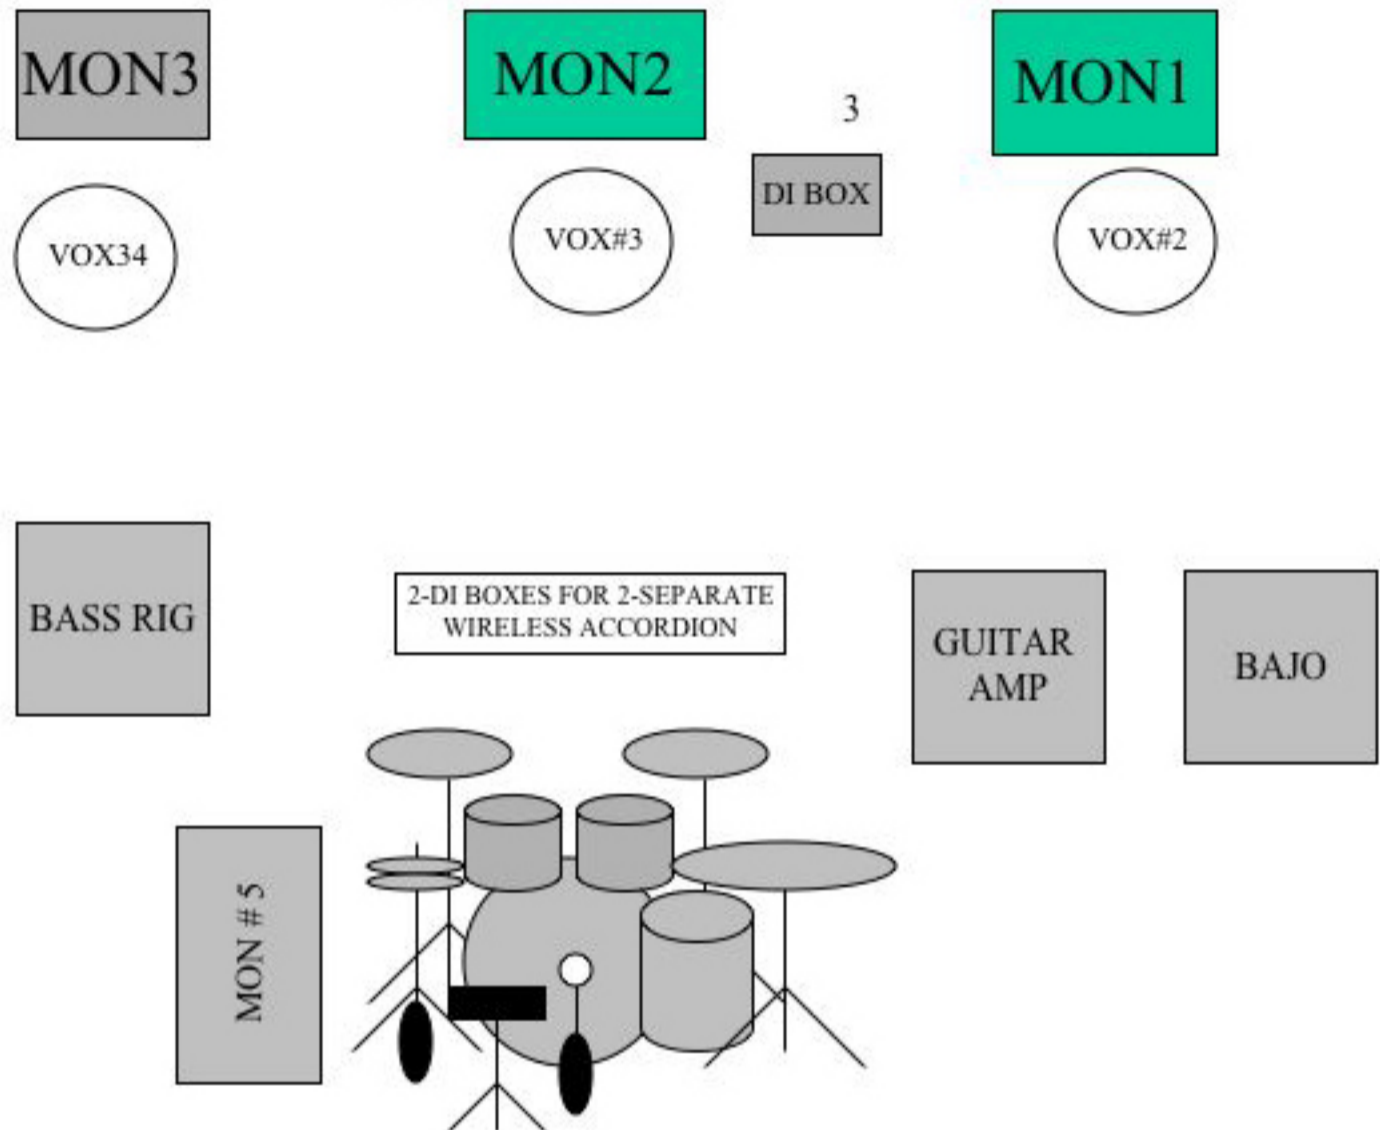 MON3
MON2
MON1
3
DI BOX
VOX34
VOX#3
VOX#2
BASS RIG
2-DI BOXES FOR 2-SEPARATE
WIRELESS ACCORDION
GUITAR
AMP
BAJO
MON # 5